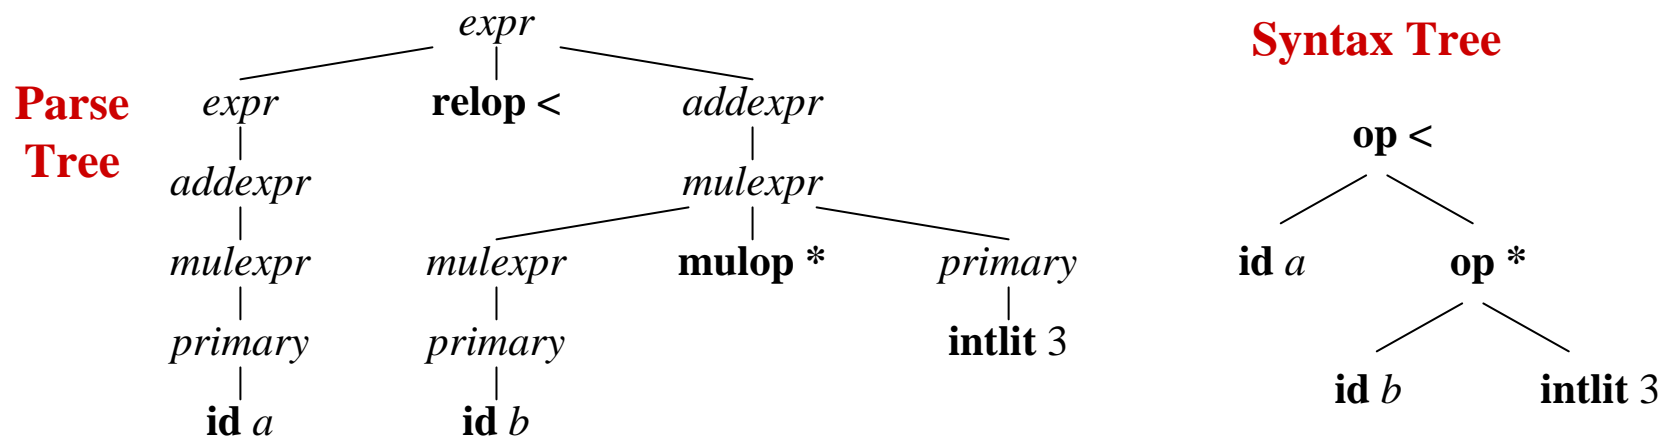 expr
Syntax Tree
Parse
Tree
expr relop < addexpr
op <
addexpr mulexpr
mulexpr mulexpr mulop * primary
id a op *
primary primary intlit 3
id b intlit 3
id a id b